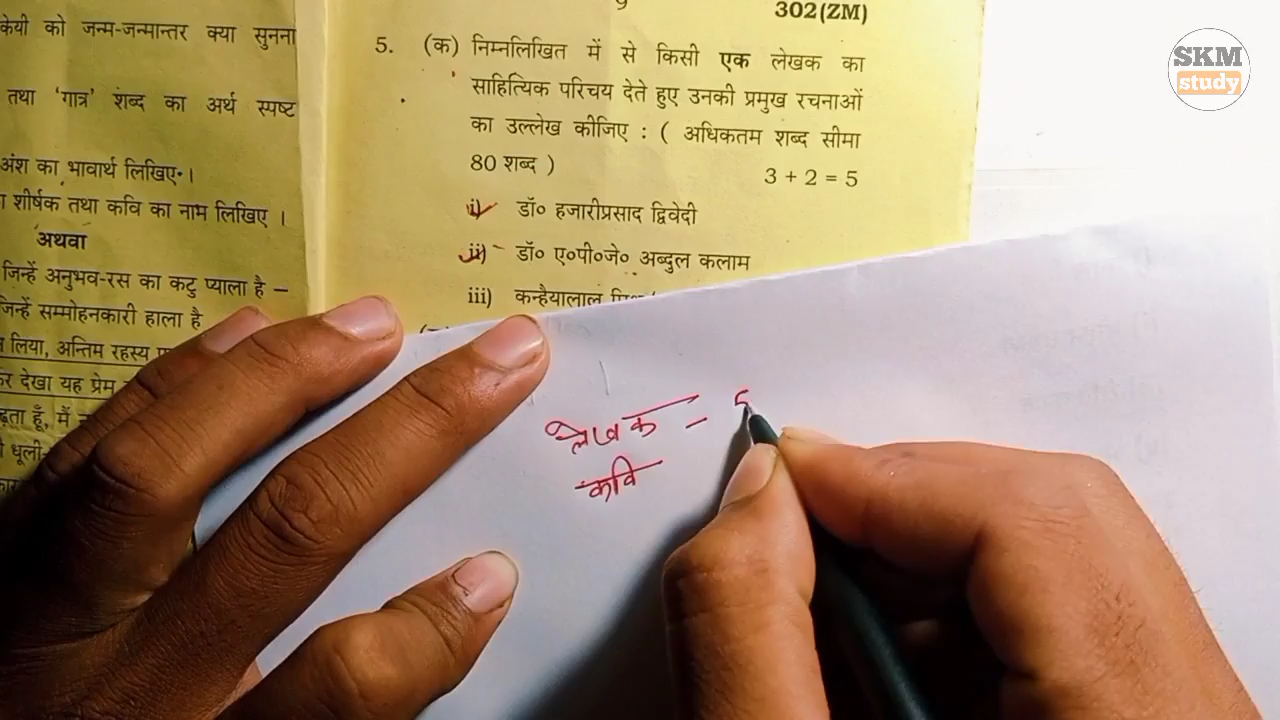 केयी को जन्म-जन्मान्तर क्या सुनना
तथा 'गात्र' शब्द का अर्थ स्पष्ट
अंश का भावार्थ लिखिए।
शीर्षक तथा कवि का नाम लिखिए ।
अथवा
जिन्हें अनुभव-रस का कटु प्याला है –
जिन्हें सम्मोहनकारी हाला है
लिया, अन्तिम रहस्य
देखा यह प्रेम
हूँ, मैं
धूली-
302(ZM)
5. (क) निम्नलिखित में से किसी एक लेखक का
साहित्यिक परिचय देते हुए उनकी प्रमुख रचनाओं
का उल्लेख कीजिए : ( अधिकतम शब्द सीमा
80 शब्द )
3 + 2 = 5
i) डॉ० हजारीप्रसाद द्विवेदी
ii) डॉ० ए०पी०जे० अब्दुल कलाम
iii) कन्हैयालाल
लेखक =
कवि
SKM
study